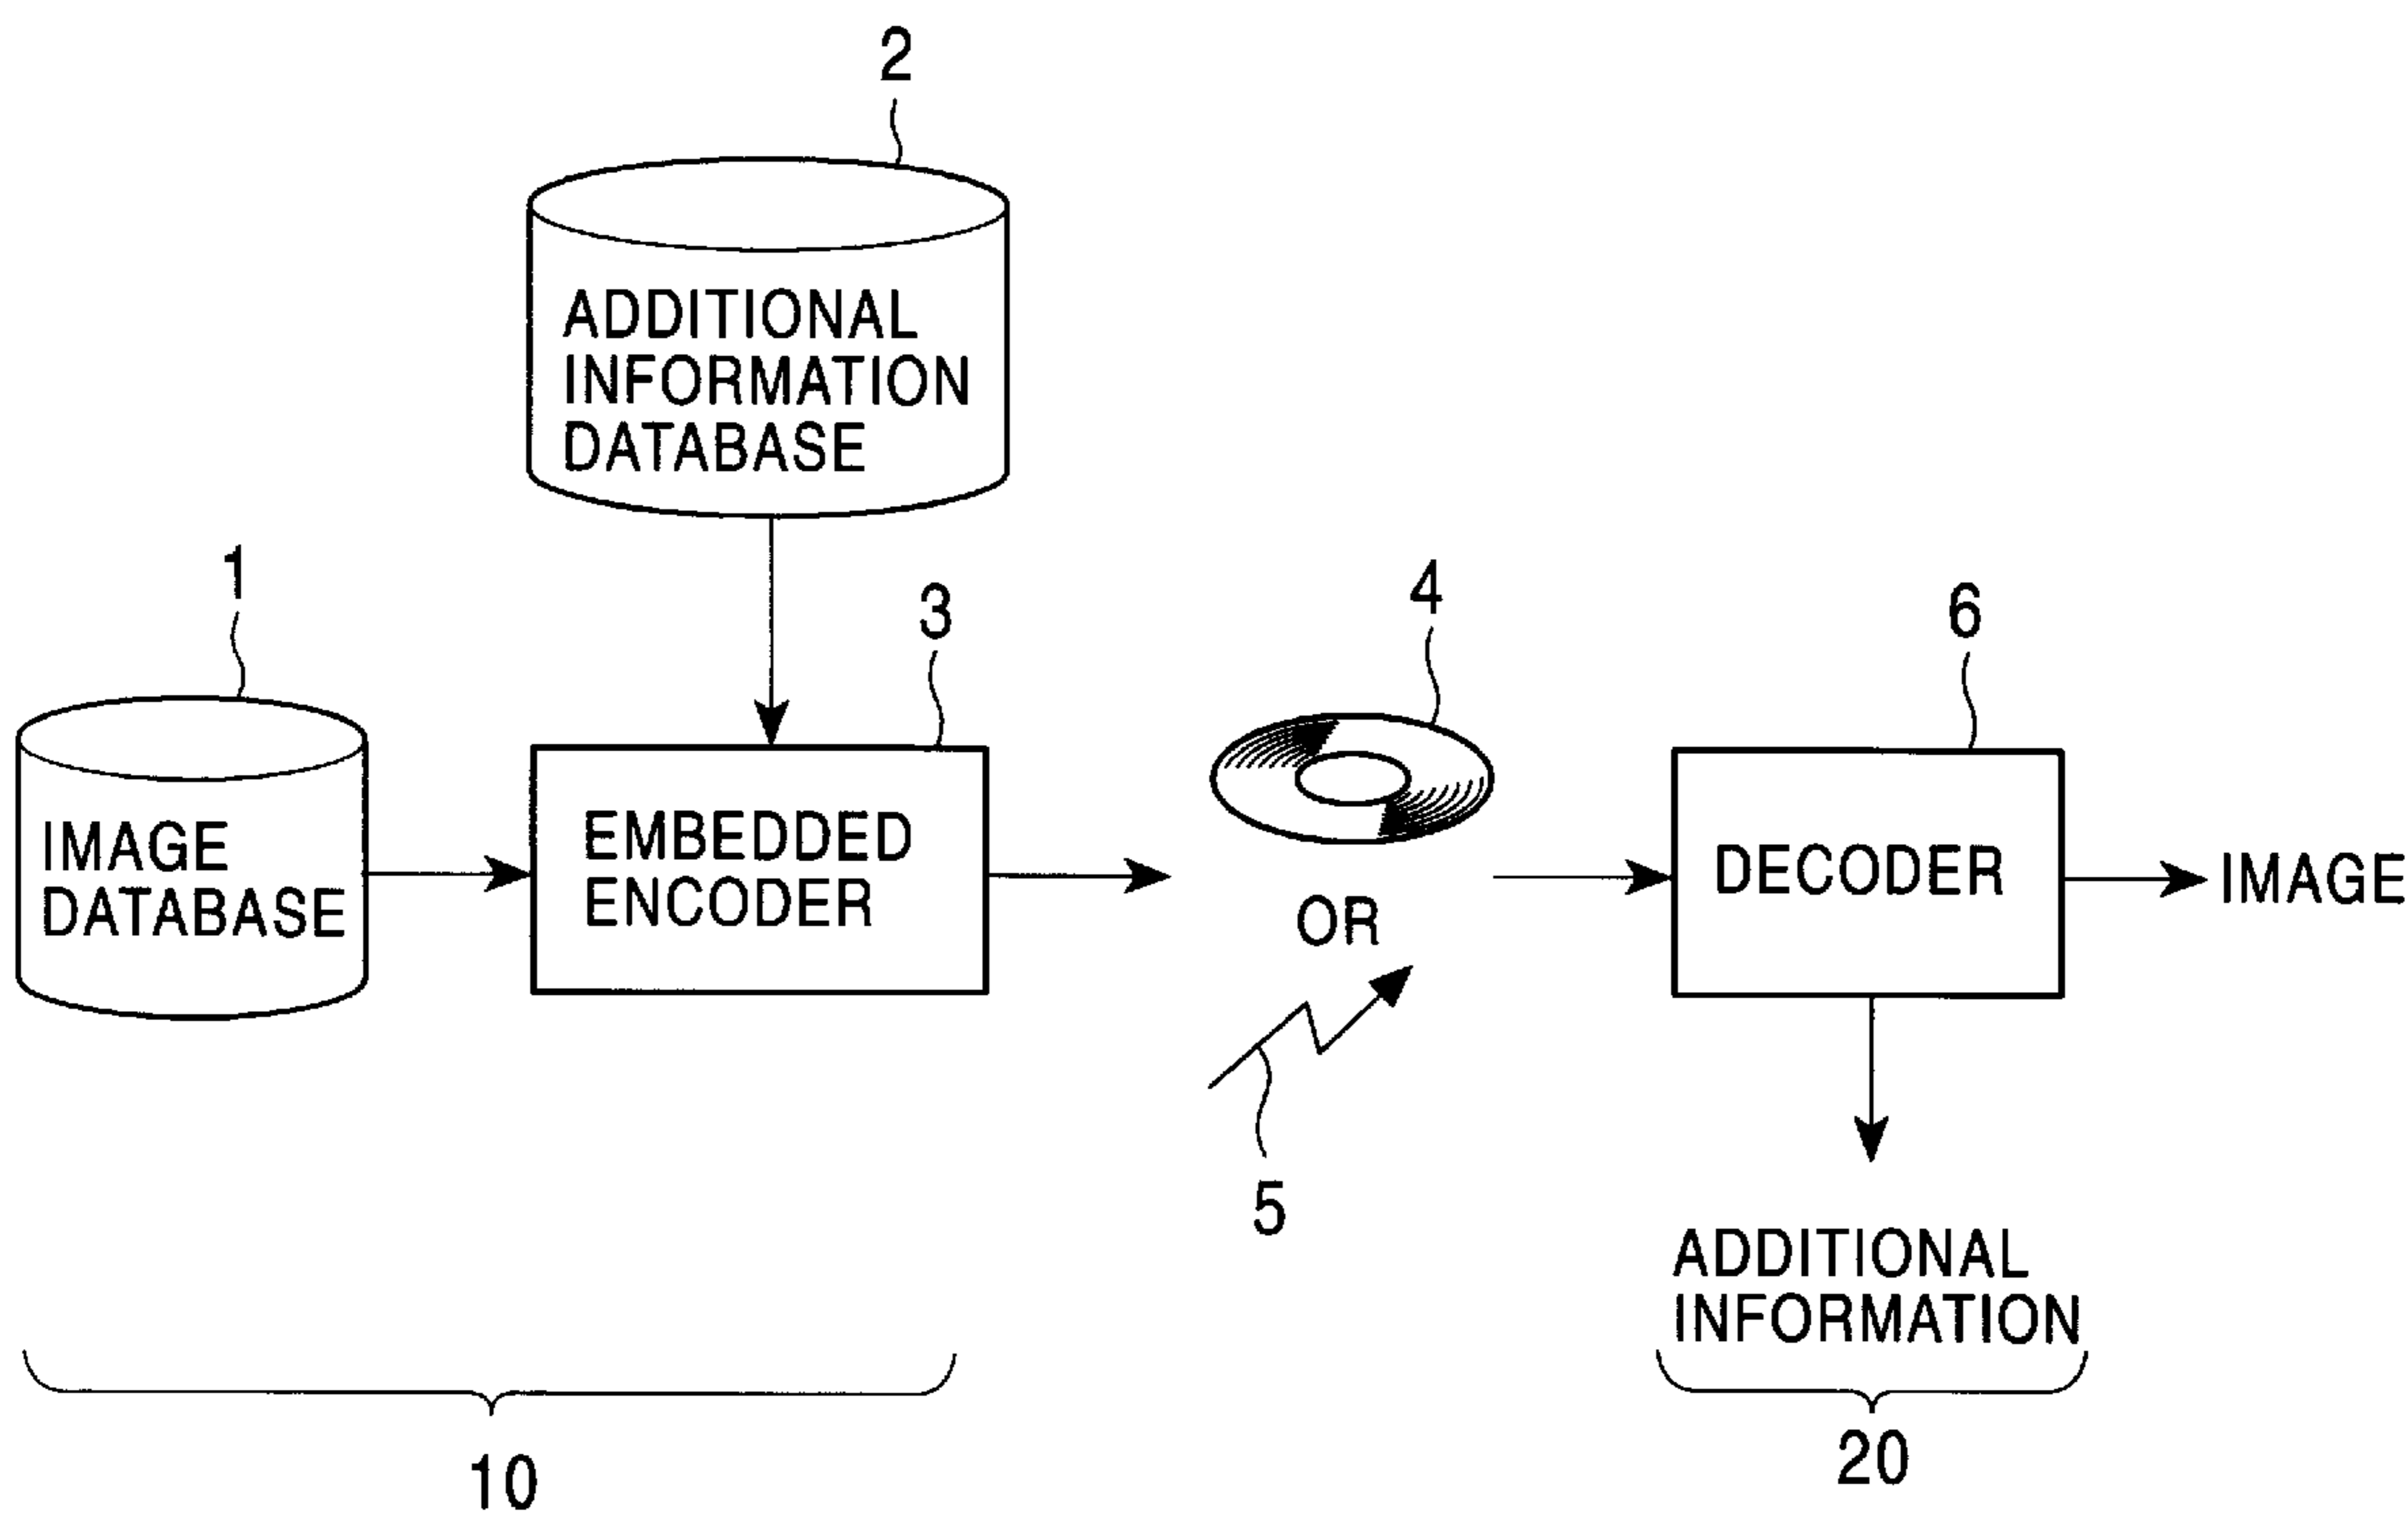 2
ADDITIONAL
INFORMATION
DATABASE
1
3
4
6
IMAGE
DATABASE
EMBEDDED
ENCODER
OR
DECODER
IMAGE
5
ADDITIONAL
INFORMATION
10
20